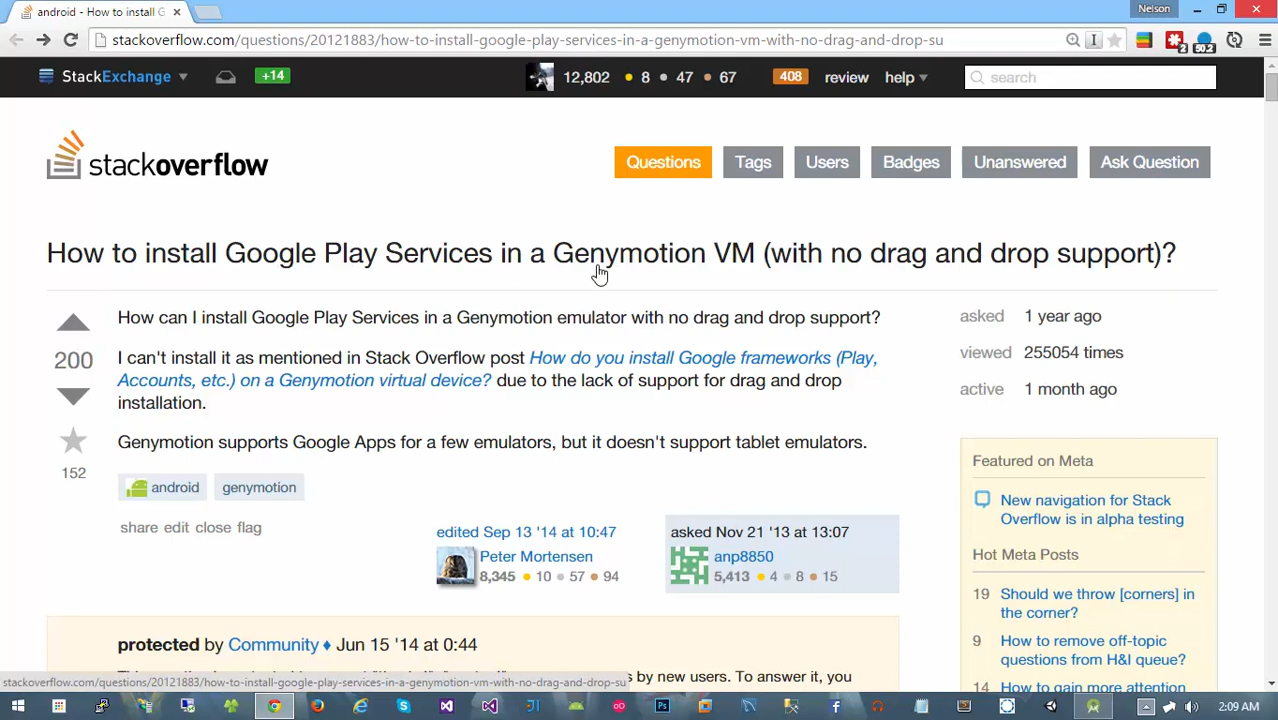 android - How to install G
Nelson
stackoverflow.com/questions/20121883/how-to-install-google-play-services-in-a-genymotion-vm-with-no-drag-and-drop-su
2
50.2
StackExchange
+14
12,802 8 47 67
408 review help
search
stackoverflow
Questions Tags Users Badges Unanswered Ask Question
How to install Google Play Services in a Genymotion VM (with no drag and drop support)?
200
152
How can I install Google Play Services in a Genymotion emulator with no drag and drop support?
I can't install it as mentioned in Stack Overflow post How do you install Google frameworks (Play,
Accounts, etc.) on a Genymotion virtual device? due to the lack of support for drag and drop
installation.
Genymotion supports Google Apps for a few emulators, but it doesn't support tablet emulators.
android genymotion
share edit close flag
edited Sep 13 '14 at 10:47
Peter Mortensen
8,345 10 57 94
asked Nov 21 '13 at 13:07
anp8850
5,413 4 8 15
protected by Community ♦ Jun 15 '14 at 0:44
by new users. To answer it, you
asked 1 year ago
viewed 255054 times
active 1 month ago
Featured on Meta
New navigation for Stack
Overflow is in alpha testing
Hot Meta Posts
19 Should we throw [corners] in
the corner?
9 How to remove off-topic
questions from H&I queue?
14 How to gain more attention
stackoverflow.com/questions/20121883/how-to-install-google-play-services-in-a-genymotion-vm-with-no-drag-and-drop-su
2:09 AM